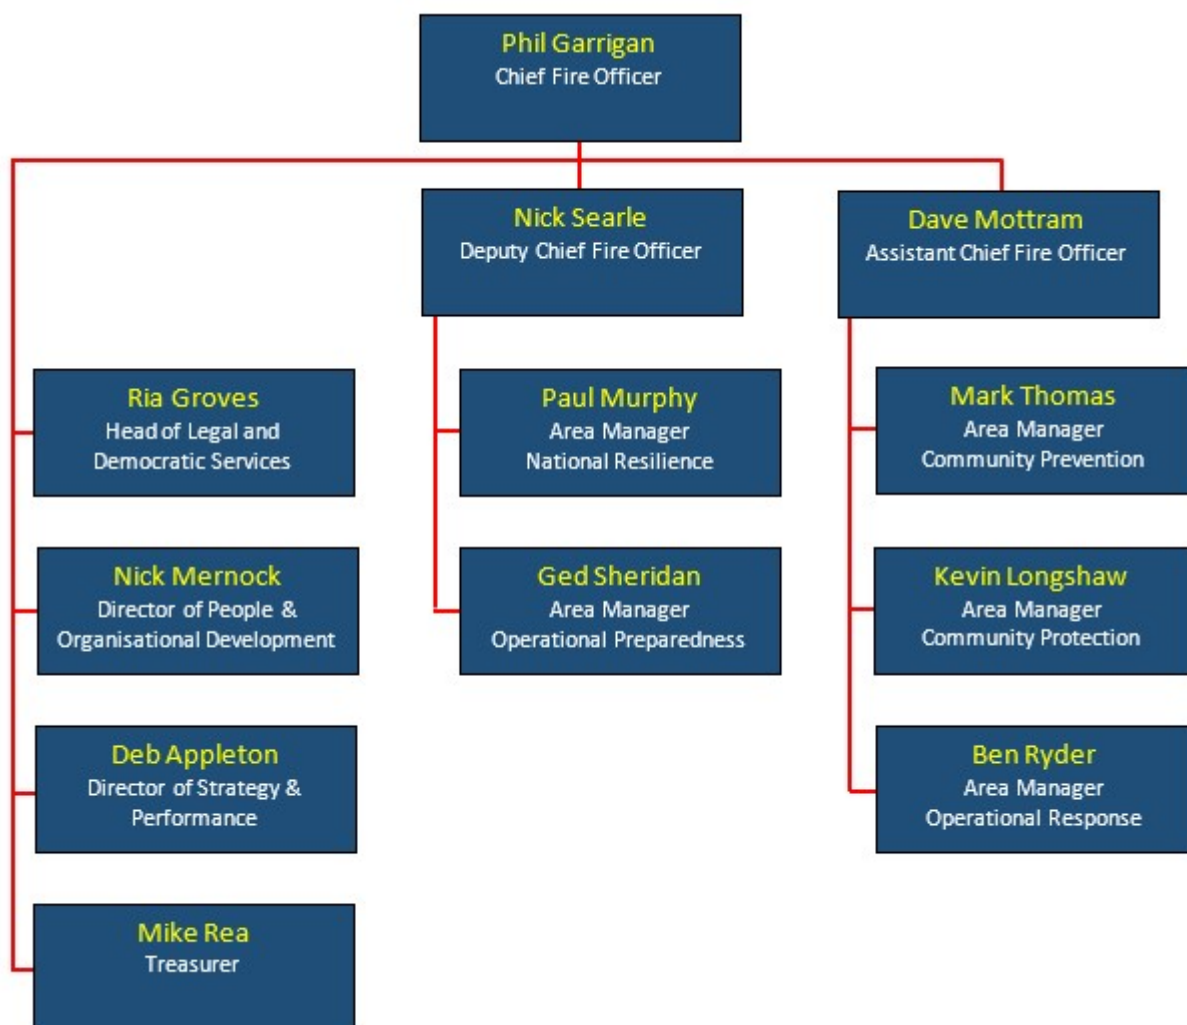 Phil Garrigan
Chief Fire Officer
Nick Searle
Deputy Chief Fire Officer
Dave Mottram
Assistant Chief Fire Officer
Ria Groves
Head of Legal and
Democratic Services
Nick Mernock
Director of People &
Organisational Development
Deb Appleton
Director of Strategy &
Performance
Mike Rea
Treasurer
Paul Murphy
Area Manager
National Resilience
Ged Sheridan
Area Manager
Operational Preparedness
Mark Thomas
Area Manager
Community Prevention
Kevin Longshaw
Area Manager
Community Protection
Ben Ryder
Area Manager
Operational Response